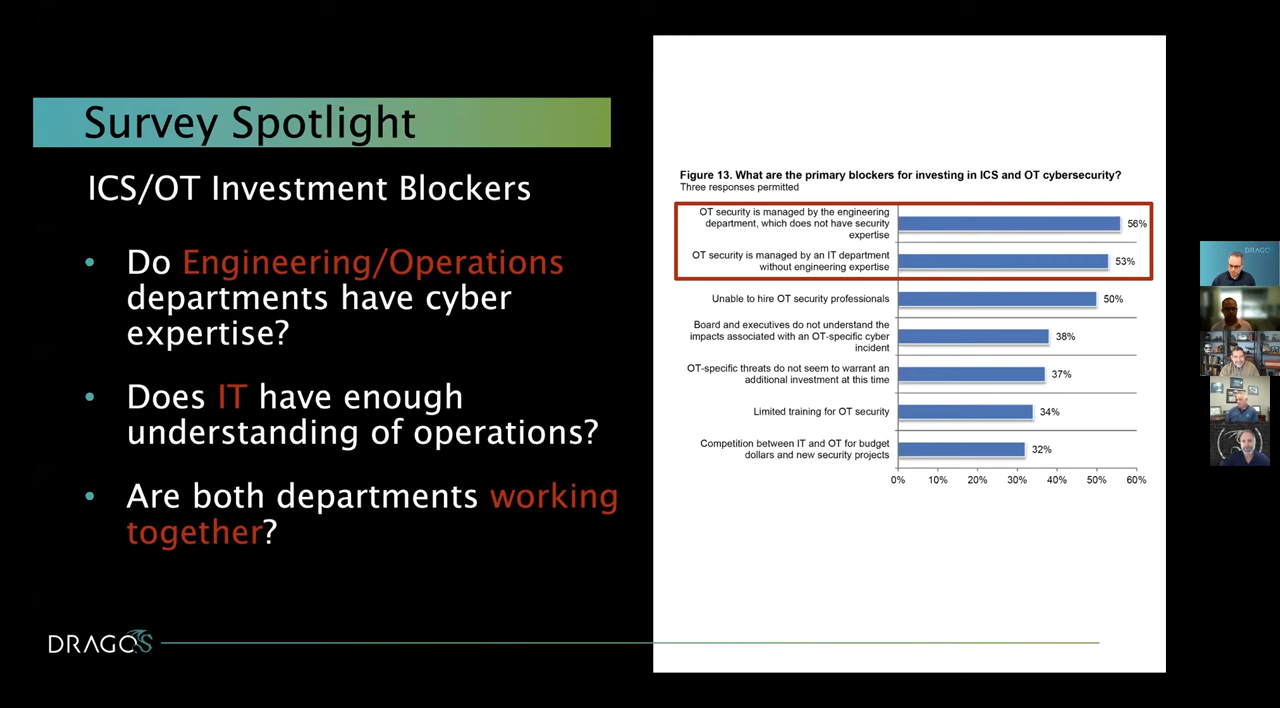 Survey Spotlight
ICS/OT Investment Blockers
• Do Engineering/Operations
departments have cyber
expertise?
• Does IT have enough
understanding of operations?
• Are both departments working
together?
DRAGOS
Figure 13. What are the primary blockers for investing in ICS and OT cybersecurity?
Three responses permitted
OT security is managed by the engineering
department, which does not have security
expertise
56%
OT security is managed by an IT department
without engineering expertise
53%
Unable to hire OT security professionals
50%
Board and executives do not understand the
impacts associated with an OT-specific cyber
incident
38%
OT-specific threats do not seem to warrant an
additional investment at this time
37%
Limited training for OT security
34%
Competition between IT and OT for budget
dollars and new security projects
32%
0% 10% 20% 30% 40% 50% 60%
DRAGO